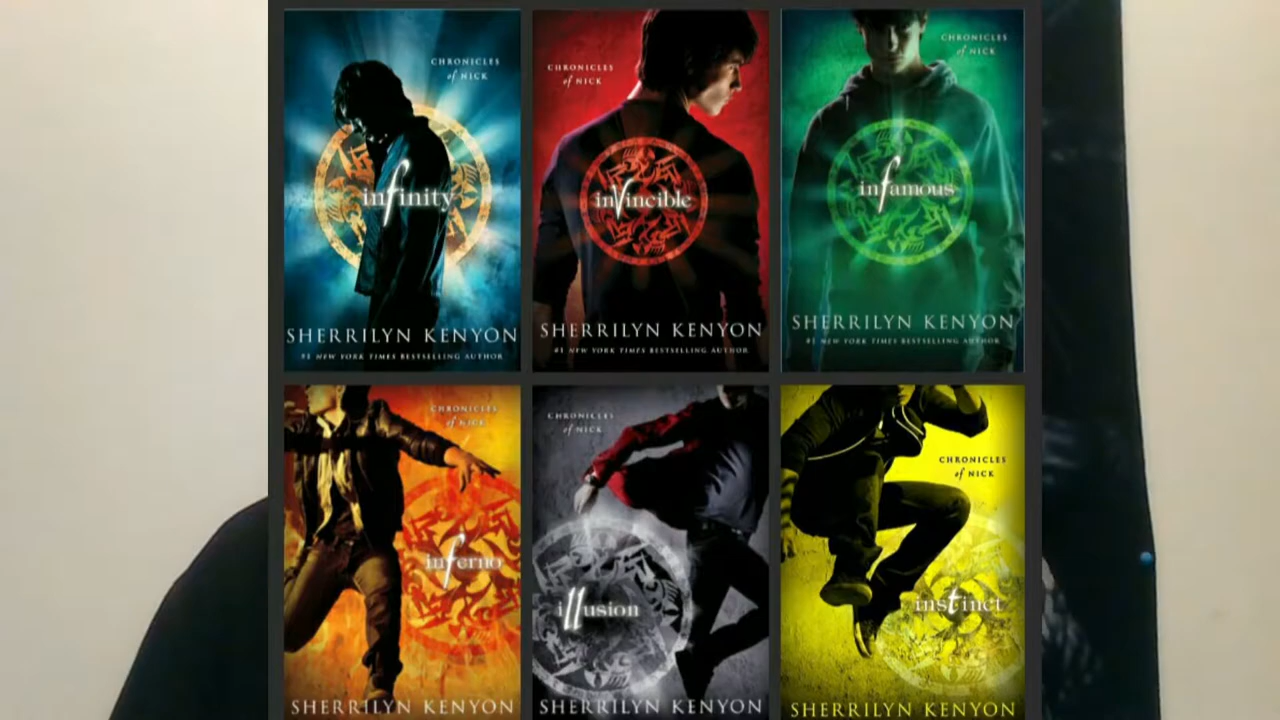 CHRONICLES
of NICK
infinity
SHERRILYN KENYON
#1 NEW YORK TIMES BESTSELLING AUTHOR
CHRONICLES
of NICK
inVincible
SHERRILYN KENYON
#1 NEW YORK TIMES BESTSELLING AUTHOR
CHRONICLES
of NICK
infamous
SHERRILYN KENYON
#1 NEW YORK TIMES BESTSELLING AUTHOR
CHRONICLES
of NICK
inferno
SHERRILYN KENYON
CHRONICLES
of NICK
illusion
SHERRILYN KENYON
CHRONICLES
of NICK
instinct
SHERRILYN KENYON